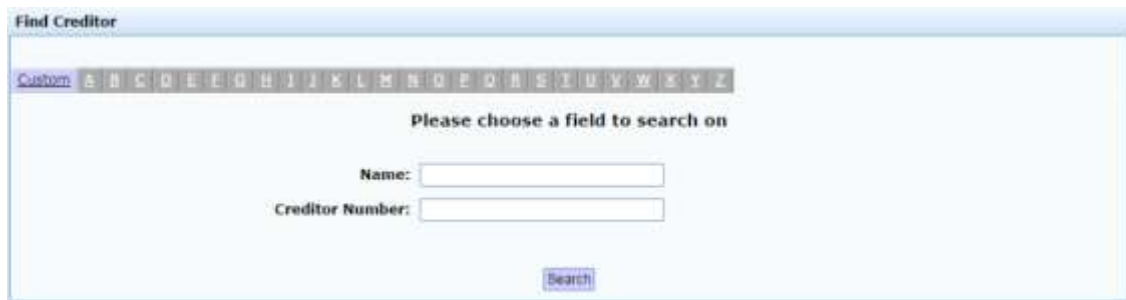 Find Creditor
Custom A B C D E F G H I J K L M N O P Q R S T U V W X Y Z
Please choose a field to search on
Name:
Creditor Number:
Search